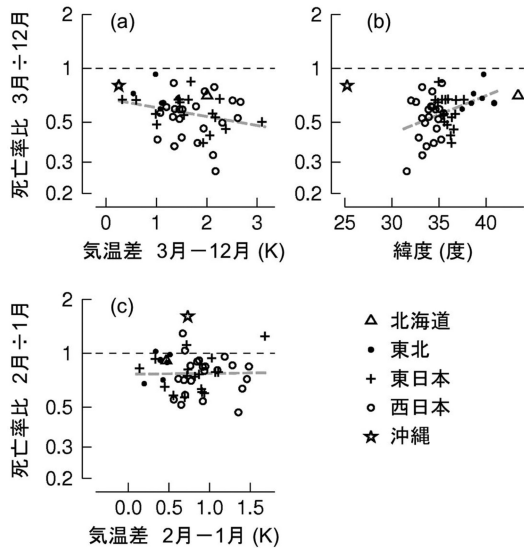 (a)
死亡率比 3月÷12月
2
1
0.5
0.3
0.2
0
1
2
3
気温差 3月－12月 (K)
(b)
2
1
0.5
0.3
0.2
25
30
35
40
緯度 (度)
(c)
死亡率比 2月÷1月
2
1
0.5
0.3
0.2
0.0
0.5
1.0
1.5
気温差 2月－1月 (K)
北海道
東北
東日本
西日本
沖縄